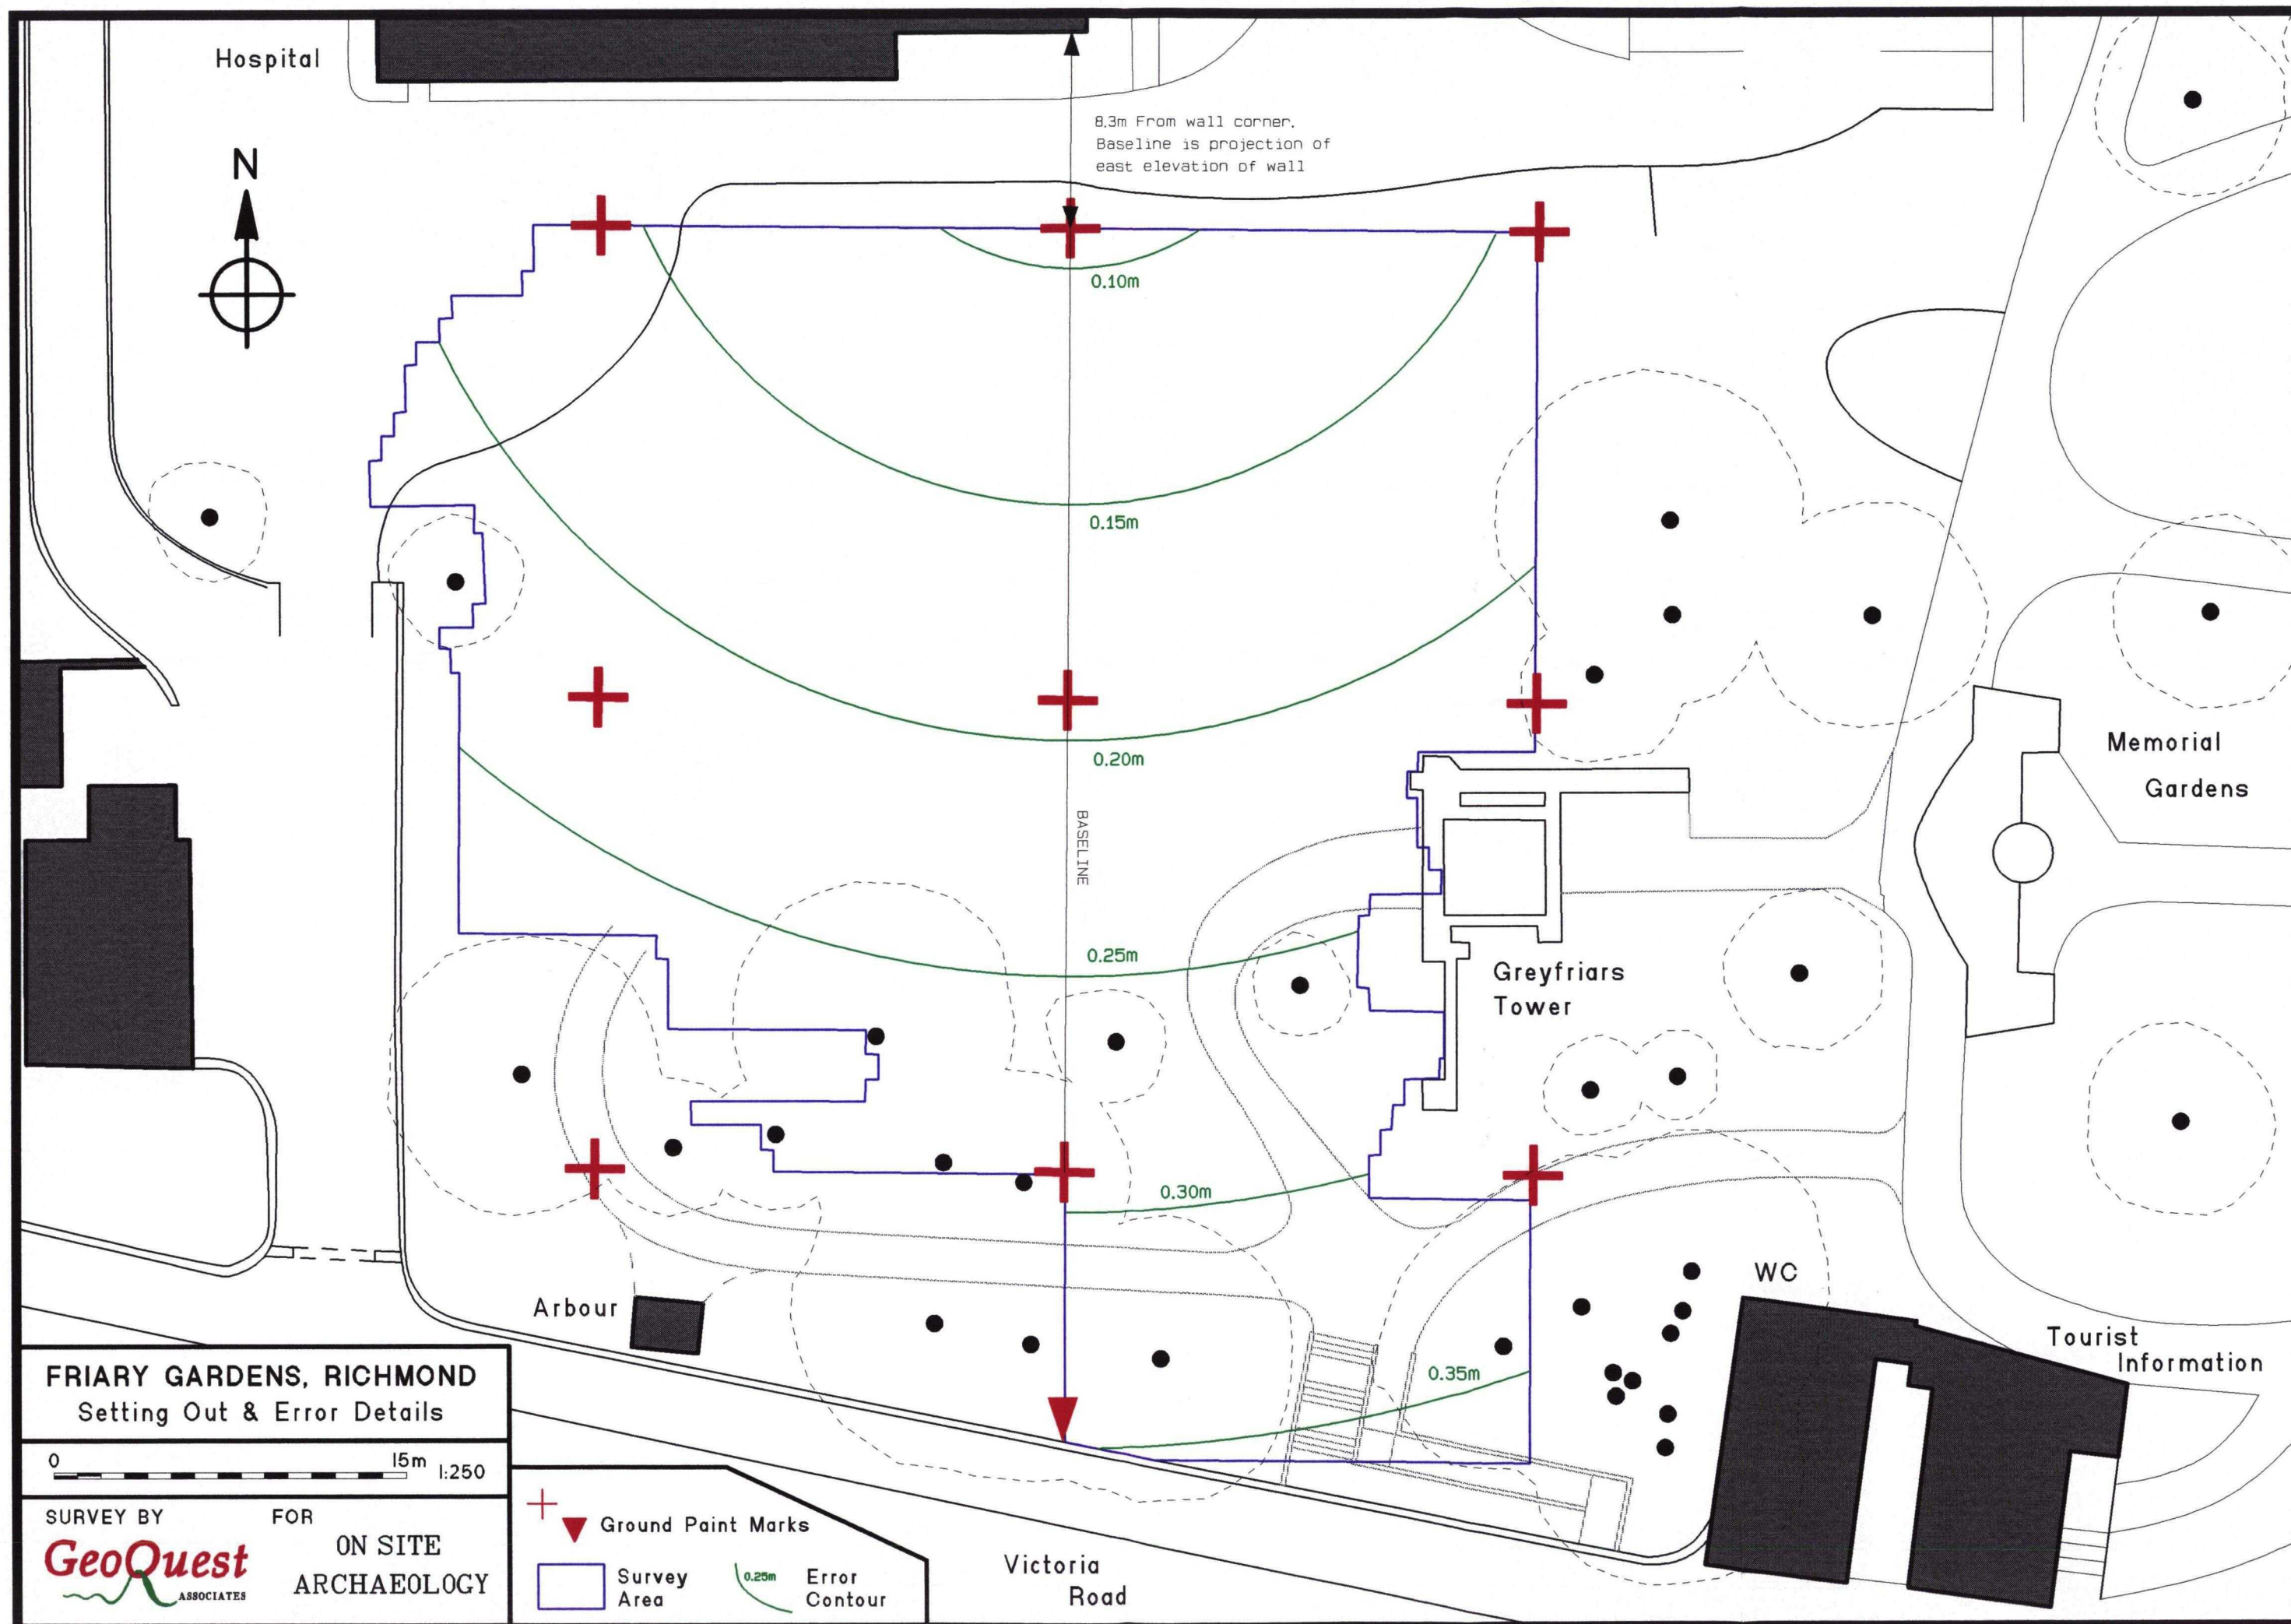 Hospital
N
8.3m From wall corner.
Baseline is projection of
east elevation of wall
0.10m
0.15m
0.20m
BASELINE
0.25m
Memorial
Gardens
Greyfriars
Tower
0.30m
WC
Arbour
Tourist
Information
0.35m
Victoria
Road
FRIARY GARDENS, RICHMOND
Setting Out & Error Details
0 15m 1:250
SURVEY BY
GeoQuest
ASSOCIATES
FOR
ON SITE
ARCHAEOLOGY
Ground Paint Marks
Survey
Area
0.25m
Error
Contour